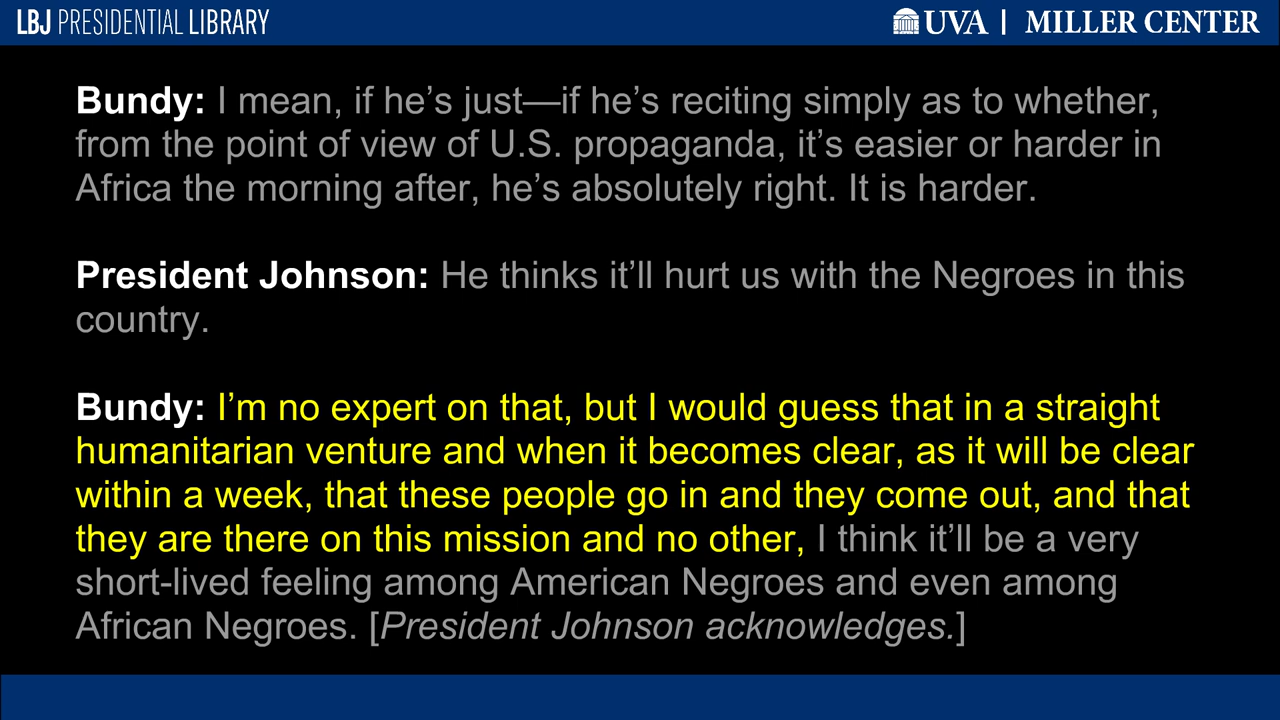 LBJ PRESIDENTIAL LIBRARY
UVA | MILLER CENTER
Bundy: I mean, if he’s just—if he’s reciting simply as to whether,
from the point of view of U.S. propaganda, it’s easier or harder in
Africa the morning after, he’s absolutely right. It is harder.
President Johnson: He thinks it’ll hurt us with the Negroes in this
country.
Bundy: I’m no expert on that, but I would guess that in a straight
humanitarian venture and when it becomes clear, as it will be clear
within a week, that these people go in and they come out, and that
they are there on this mission and no other, I think it’ll be a very
short-lived feeling among American Negroes and even among
African Negroes. [President Johnson acknowledges.]